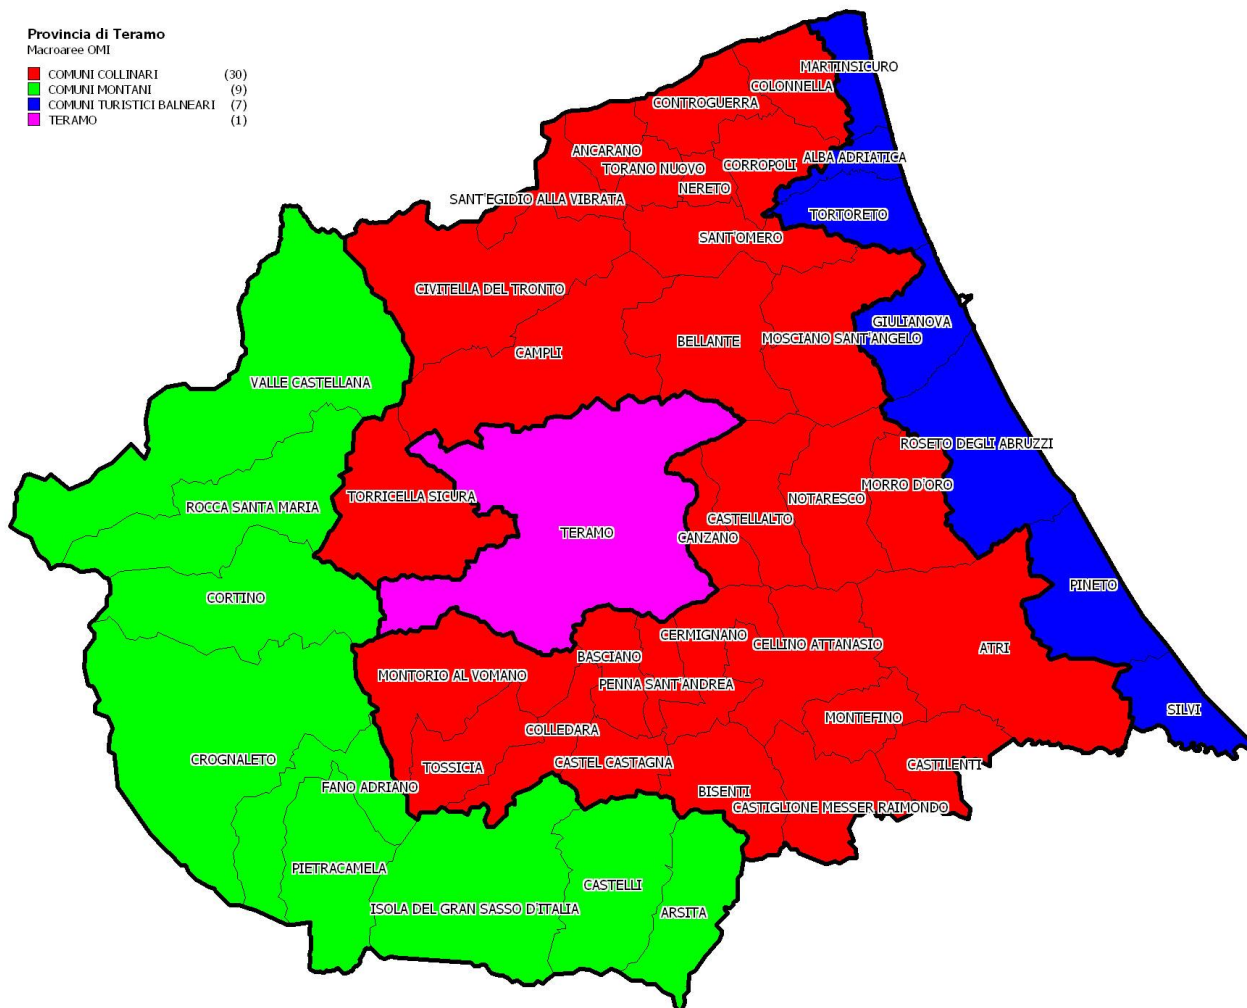 Provincia di Teramo
Macroaree OMI
COMUNI COLLINARI (30)
COMUNI MONTANI (9)
COMUNI TURISTICI BALNEARI (7)
TERAMO (1)
MARTINSICURO
COLONNELLA
CONTROGUERRA
ANCARANO
TORANO NUOVO
CORROPOLI
ALBA ADRIATICA
NERETO
SANT'EGIDIO ALLA VIBRATA
TORTORETO
SANT'OMERO
CIVITELLA DEL TRONTO
GIULIANOVA
CAMPLI
BELLANTE
MOSCIANO SANT'ANGELO
VALLE CASTELLANA
ROSETO DEGLI ABRUZZI
MORRO D'ORO
TORRICELLA SICURA
NOTARESCO
ROCCA SANTA MARIA
CASTELLALTO
TERAMO
CANZANO
PINETO
CORTINO
CERMIGNANO
CELLINO ATTANASIO
ATRI
BASCIANO
MONTORIO AL VOMANO
PENNA SANT'ANDREA
SILVI
MONTEFINO
COLLEDARA
CROGNALETO
TOSSICIA
CASTEL CASTAGNA
CASTILENTI
FANO ADRIANO
BISENTI
CASTIGLIONE MESSER RAIMONDO
PIETRACAMELA
CASTELLI
ISOLA DEL GRAN SASSO D'ITALIA
ARSITA